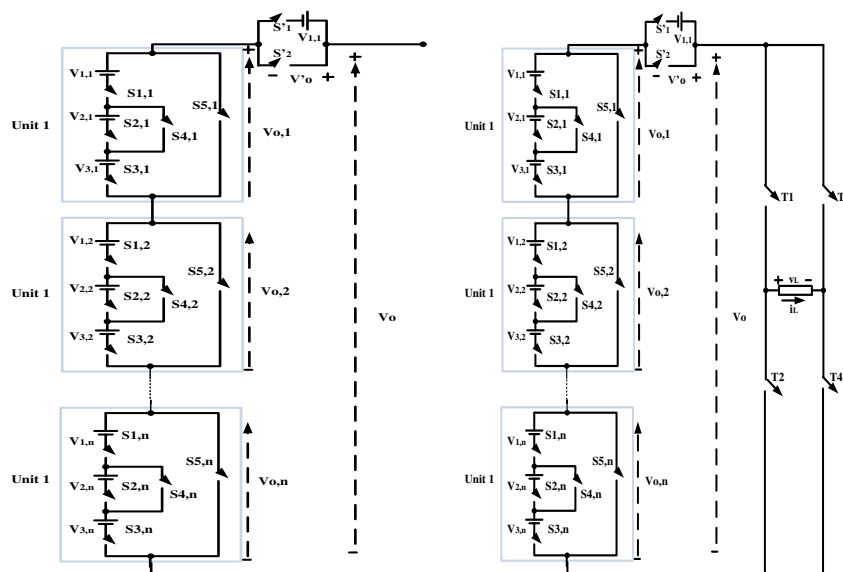 S'1
V1,1
S'2
V'o
V1,1
S1,1
S5,1
V2,1
S2,1
S4,1
V3,1
S3,1
Unit 1
Vo,1
V1,2
S1,2
S5,2
V2,2
S2,2
S4,2
V3,2
S3,2
Unit 1
Vo,2
Vo
V1,n
S1,n
S5,n
V2,n
S2,n
S4,n
V3,n
S3,n
Unit 1
Vo,n
S'1
V1,1
S'2
V'o
V1,1
S1,1
S5,1
V2,1
S2,1
S4,1
V3,1
S3,1
Unit 1
Vo,1
T1
T
V1,2
S1,2
S5,2
V2,2
S2,2
S4,2
V3,2
S3,2
Unit 1
Vo,2
Vo
+ vL -
iL
T2
T4
V1,n
S1,n
S5,n
V2,n
S2,n
S4,n
V3,n
S3,n
Unit 1
Vo,n